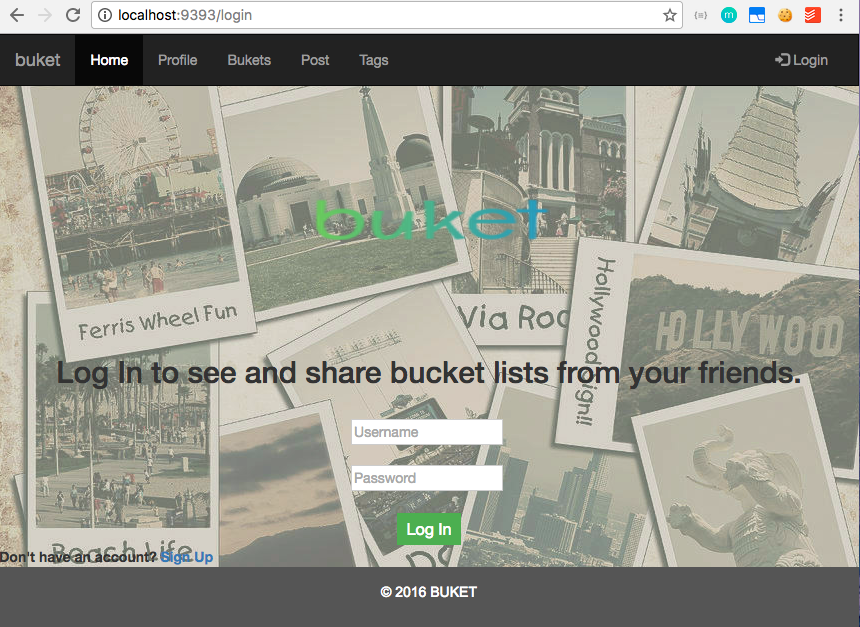 localhost:9393/login
buket Home Profile Bukets Post Tags Login
buket
Ferris Wheel Fun
Via Rod
Hollywood Sign!!
HOLLYWOOD
Log In to see and share bucket lists from your friends.
Username
Password
Log In
Beach Life
Don't have an account? Sign Up
© 2016 BUKET